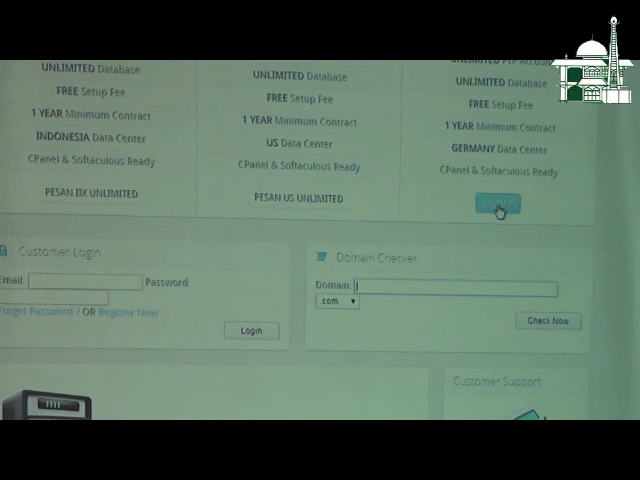 UNLIMITED Database
FREE Setup Fee
1 YEAR Minimum Contract
INDONESIA Data Center
CPanel & Softaculous Ready
PESAN IIX UNLIMITED
UNLIMITED Database
FREE Setup Fee
1 YEAR Minimum Contract
US Data Center
CPanel & Softaculous Ready
PESAN US UNLIMITED
UNLIMITED FTP Accou
UNLIMITED Database
FREE Setup Fee
1 YEAR Minimum Contract
GERMANY Data Center
CPanel & Softaculous Ready
Customer Login
Email:
Password:
Forget Password ? OR Register Now
Login
Domain Checker
Domain:
.com
Check Now
Customer Support